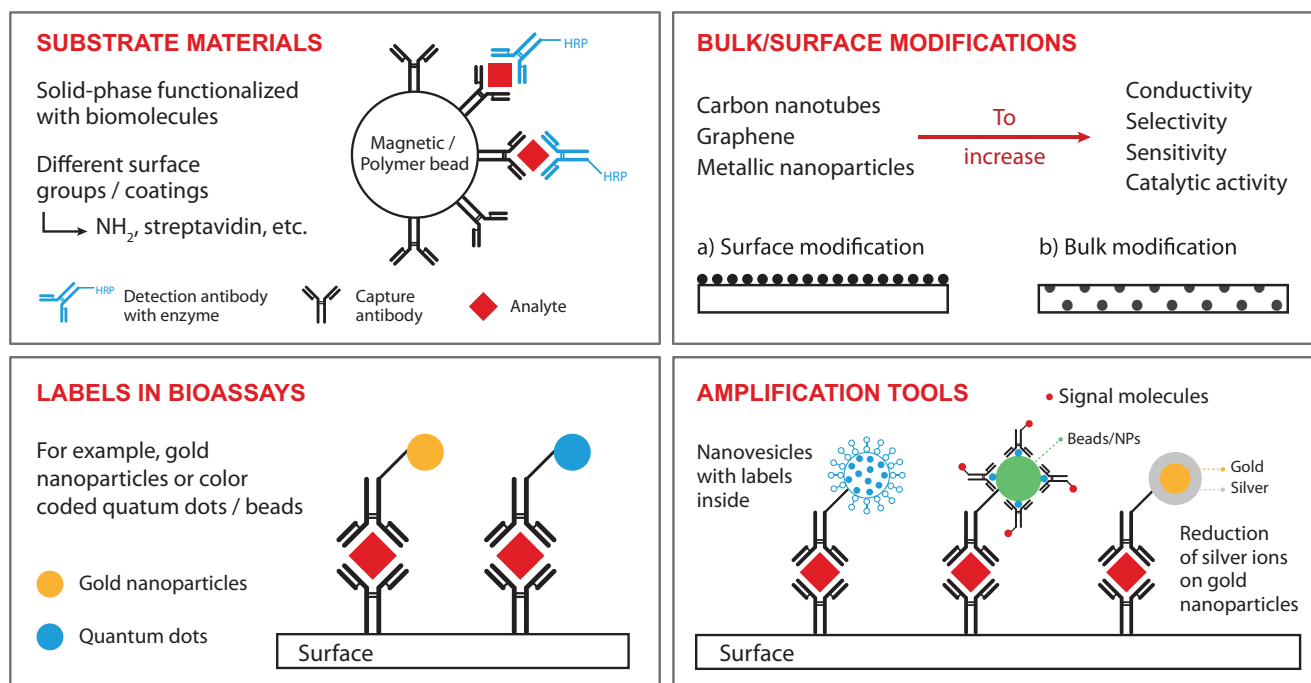 SUBSTRATE MATERIALS
Solid-phase functionalized
with biomolecules
Different surface
groups / coatings
NH2, streptavidin, etc.
Magnetic /
Polymer bead
HRP
HRP
HRP
Detection antibody
with enzyme
Capture
antibody
Analyte
BULK/SURFACE MODIFICATIONS
Carbon nanotubes
Graphene
Metallic nanoparticles
To
increase
Conductivity
Selectivity
Sensitivity
Catalytic activity
a) Surface modification
b) Bulk modification
LABELS IN BIOASSAYS
For example, gold
nanoparticles or color
coded quatum dots / beads
Gold nanoparticles
Quantum dots
Surface
AMPLIFICATION TOOLS
Signal molecules
Nanovesicles
with labels
inside
Beads/NPs
Gold
Silver
Reduction
of silver ions
on gold
nanoparticles
Surface